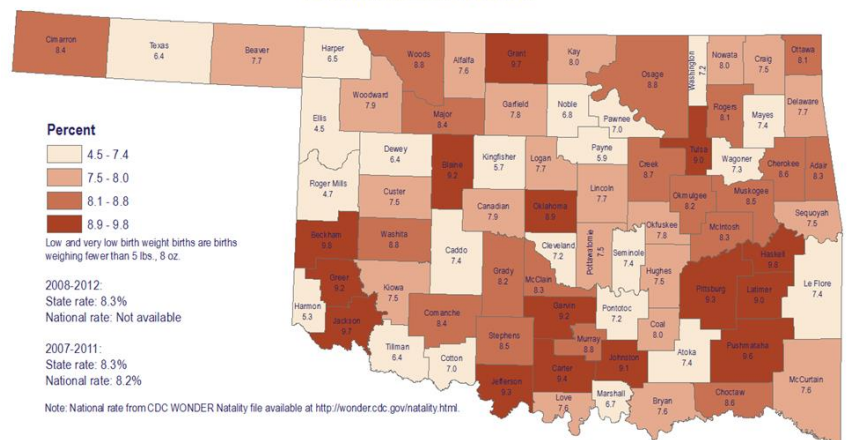 Cimarron
8.4
Texas
6.4
Beaver
7.7
Harper
6.5
Woods
8.8
Alfalfa
7.6
Grant
9.7
Kay
8.0
Osage
8.8
Washington
7.2
Nowata
8.0
Craig
7.5
Ottawa
8.1
Woodward
7.9
Major
8.4
Garfield
7.8
Noble
6.8
Pawnee
7.0
Rogers
8.1
Mayes
7.4
Delaware
7.7
Ellis
4.5
Percent
4.5 - 7.4
7.5 - 8.0
8.1 - 8.8
8.9 - 9.8
Low and very low birth weight births are births
weighing fewer than 5 lbs., 8 oz.
Dewey
6.4
Blaine
9.2
Kingfisher
5.7
Logan
7.7
Payne
5.9
Creek
8.7
Tulsa
9.0
Wagoner
7.3
Cherokee
8.6
Adair
8.3
Roger Mills
4.7
Custer
7.5
Canadian
7.9
Oklahoma
8.9
Lincoln
7.7
Okmulgee
8.2
Muskogee
8.5
Sequoyah
7.5
Beckham
Washita
8.8
Caddo
7.4
Cleveland
7.2
Pottawatomie
7.5
Seminole
7.4
Okfuskee
7.8
McIntosh
8.3
Haskell
Greer
9.2
Kiowa
7.5
Grady
8.2
McClain
8.3
Hughes
7.5
Pittsburg
Latimer
9.0
Le Flore
7.4
Harmon
5.3
Jackson
9.7
Comanche
8.4
Garvin
9.2
Pontotoc
7.2
Coal
8.0
Tillman
6.4
Cotton
7.0
Stephens
8.5
Murray
8.8
Johnston
9.1
Atoka
7.4
Pushmataha
9.6
McCurtain
7.6
Jefferson
Carter
9.4
Love
7.6
Marshall
6.7
Bryan
7.6
Choctaw
2008-2012:
State rate: 8.3%
National rate: Not available
2007-2011:
State rate: 8.3%
National rate: 8.2%
Note: National rate from CDC WONDER Natality file available at http://wonder.cdc.gov/natality.html.